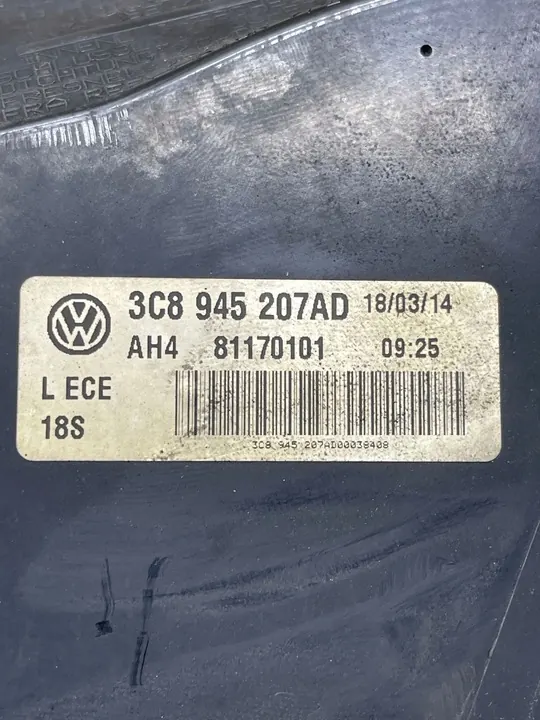 3C8 945 207AD 18/03/14
AH4 81170101 09:25
L ECE
18S
3C8 945 207AD00038408